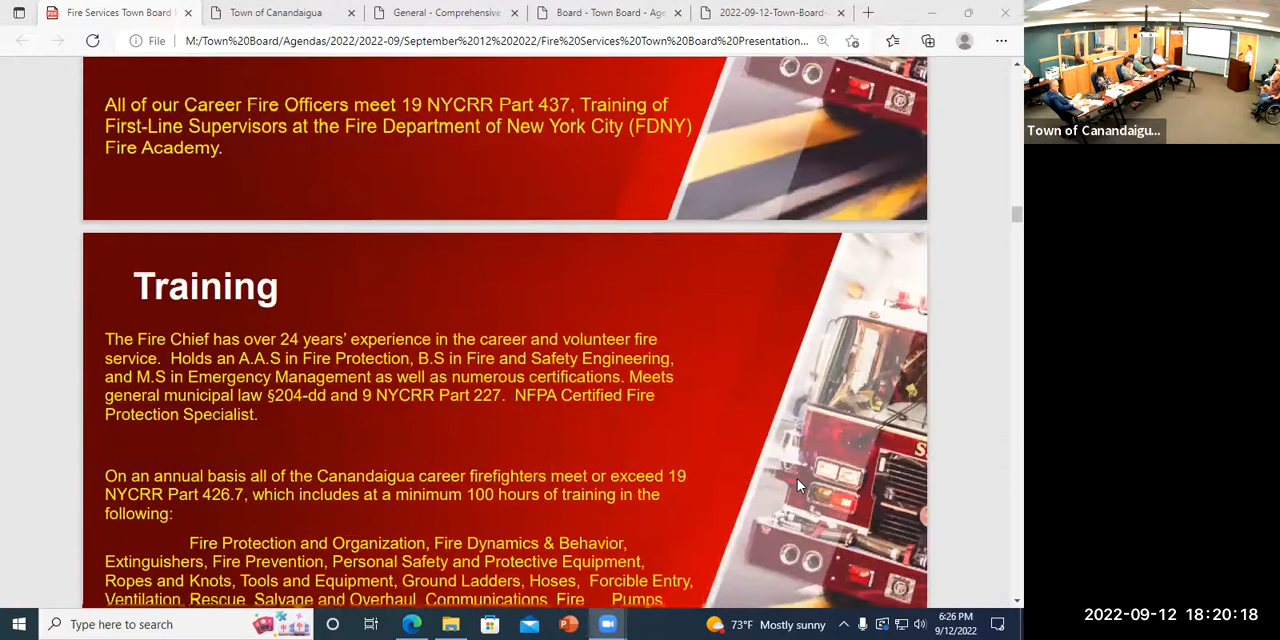 Fire Services Town Board
Town of Canandaigua
General - Comprehensive
Board - Town Board - Age
2022-09-12-Town-Board-
File
M:/Town%20Board/Agendas/2022/2022-09/September%2012%202022/Fire%20Services%20Town%20Board%20Presentation...
Town of Canandaigu...
All of our Career Fire Officers meet 19 NYCRR Part 437, Training of
First-Line Supervisors at the Fire Department of New York City (FDNY)
Fire Academy.
Training
The Fire Chief has over 24 years' experience in the career and volunteer fire
service. Holds an A.A.S in Fire Protection, B.S in Fire and Safety Engineering,
and M.S in Emergency Management as well as numerous certifications. Meets
general municipal law §204-dd and 9 NYCRR Part 227. NFPA Certified Fire
Protection Specialist.
On an annual basis all of the Canandaigua career firefighters meet or exceed 19
NYCRR Part 426.7, which includes at a minimum 100 hours of training in the
following:
Fire Protection and Organization, Fire Dynamics & Behavior,
Extinguishers, Fire Prevention, Personal Safety and Protective Equipment,
Ropes and Knots, Tools and Equipment, Ground Ladders, Hoses, Forcible Entry,
Ventilation, Rescue, Salvage and Overhaul, Communications, Fire Pumps,
Type here to search
73°F Mostly sunny
6:26 PM
9/12/2022
2022-09-12 18:20:18